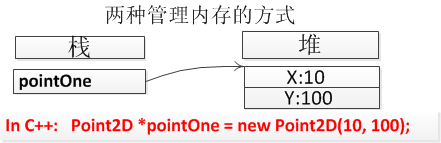 两种管理内存的方式
栈 堆
pointOne X:10
Y:100
In C++: Point2D *pointOne = new Point2D(10, 100);